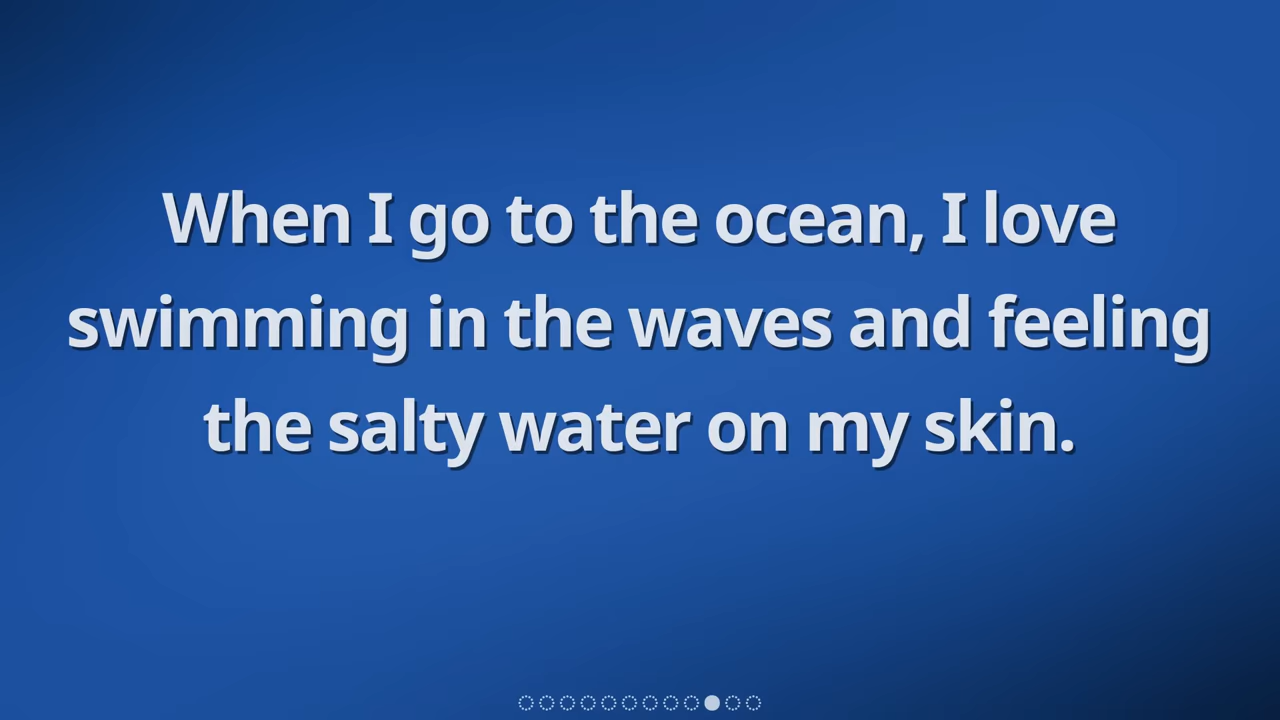 When I go to the ocean, I love
swimming in the waves and feeling
the salty water on my skin.